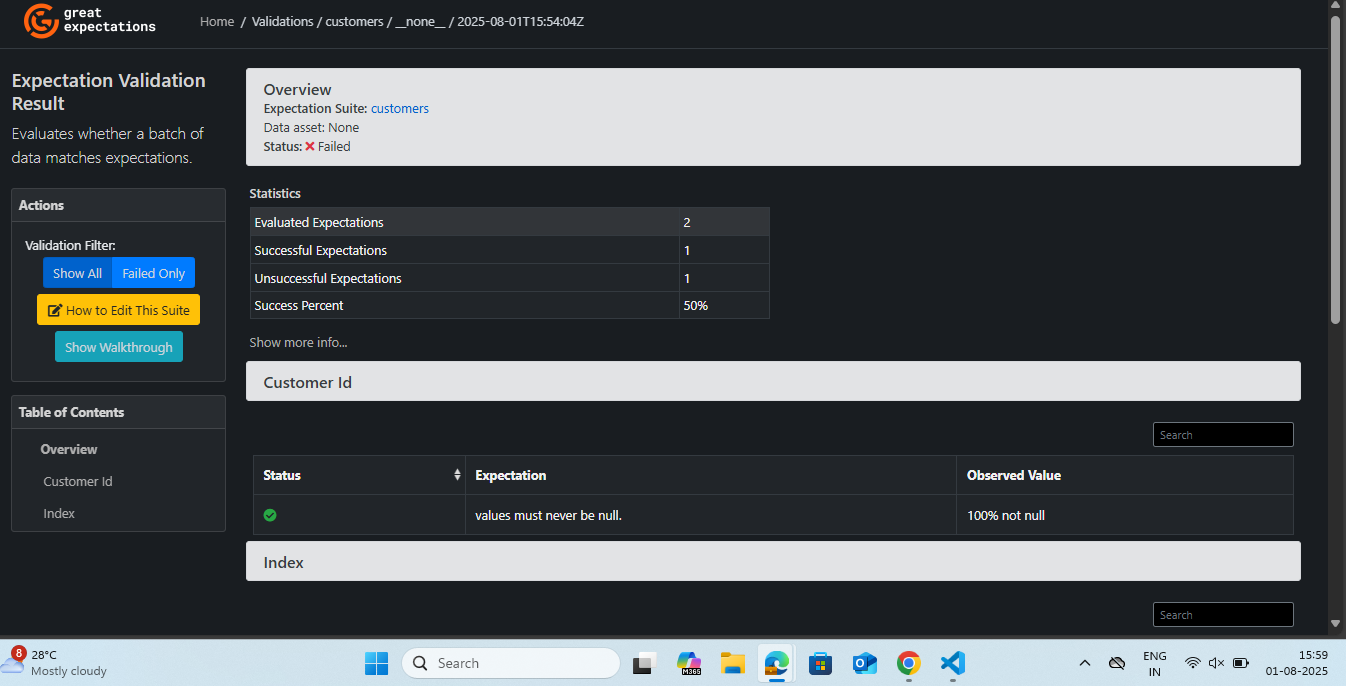 great
expectations
Home / Validations / customers / __none__ / 2025-08-01T15:54:04Z
Expectation Validation
Result
Evaluates whether a batch of
data matches expectations.
Actions
Validation Filter:
Show All Failed Only
How to Edit This Suite
Show Walkthrough
Table of Contents
Overview
Customer Id
Index
Overview
Expectation Suite: customers
Data asset: None
Status: ❌ Failed
Statistics
Evaluated Expectations 2
Successful Expectations 1
Unsuccessful Expectations 1
Success Percent 50%
Show more info...
Customer Id
Search
Status Expectation Observed Value
values must never be null. 100% not null
Index
Search
8
28°C
Mostly cloudy
Search
M365
ENG
IN
15:59
01-08-2025